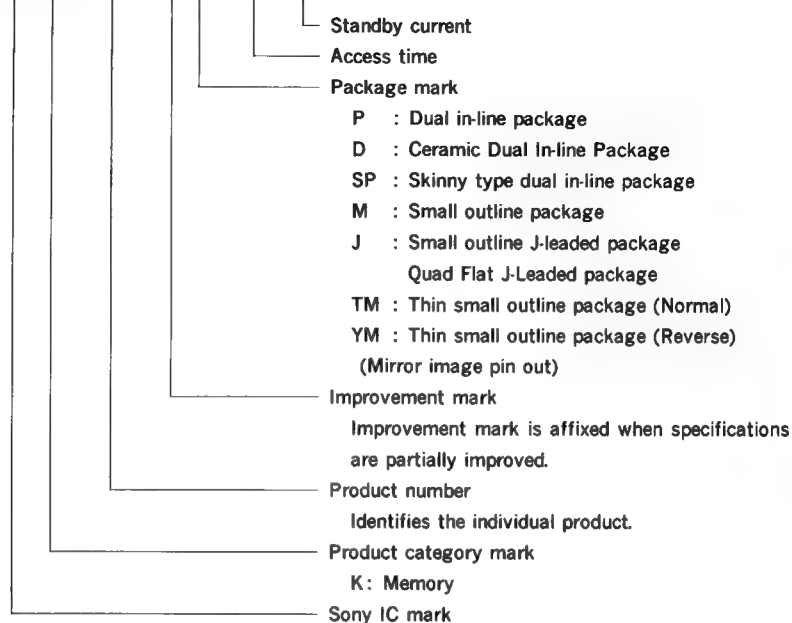 Standby current
Access time
Package mark
P : Dual in-line package
D : Ceramic Dual In-line Package
SP : Skinny type dual in-line package
M : Small outline package
J : Small outline J-leaded package
Quad Flat J-Leaded package
TM : Thin small outline package (Normal)
YM : Thin small outline package (Reverse)
(Mirror image pin out)
Improvement mark
Improvement mark is affixed when specifications
are partially improved.
Product number
Identifies the individual product.
Product category mark
K: Memory
Sony IC mark